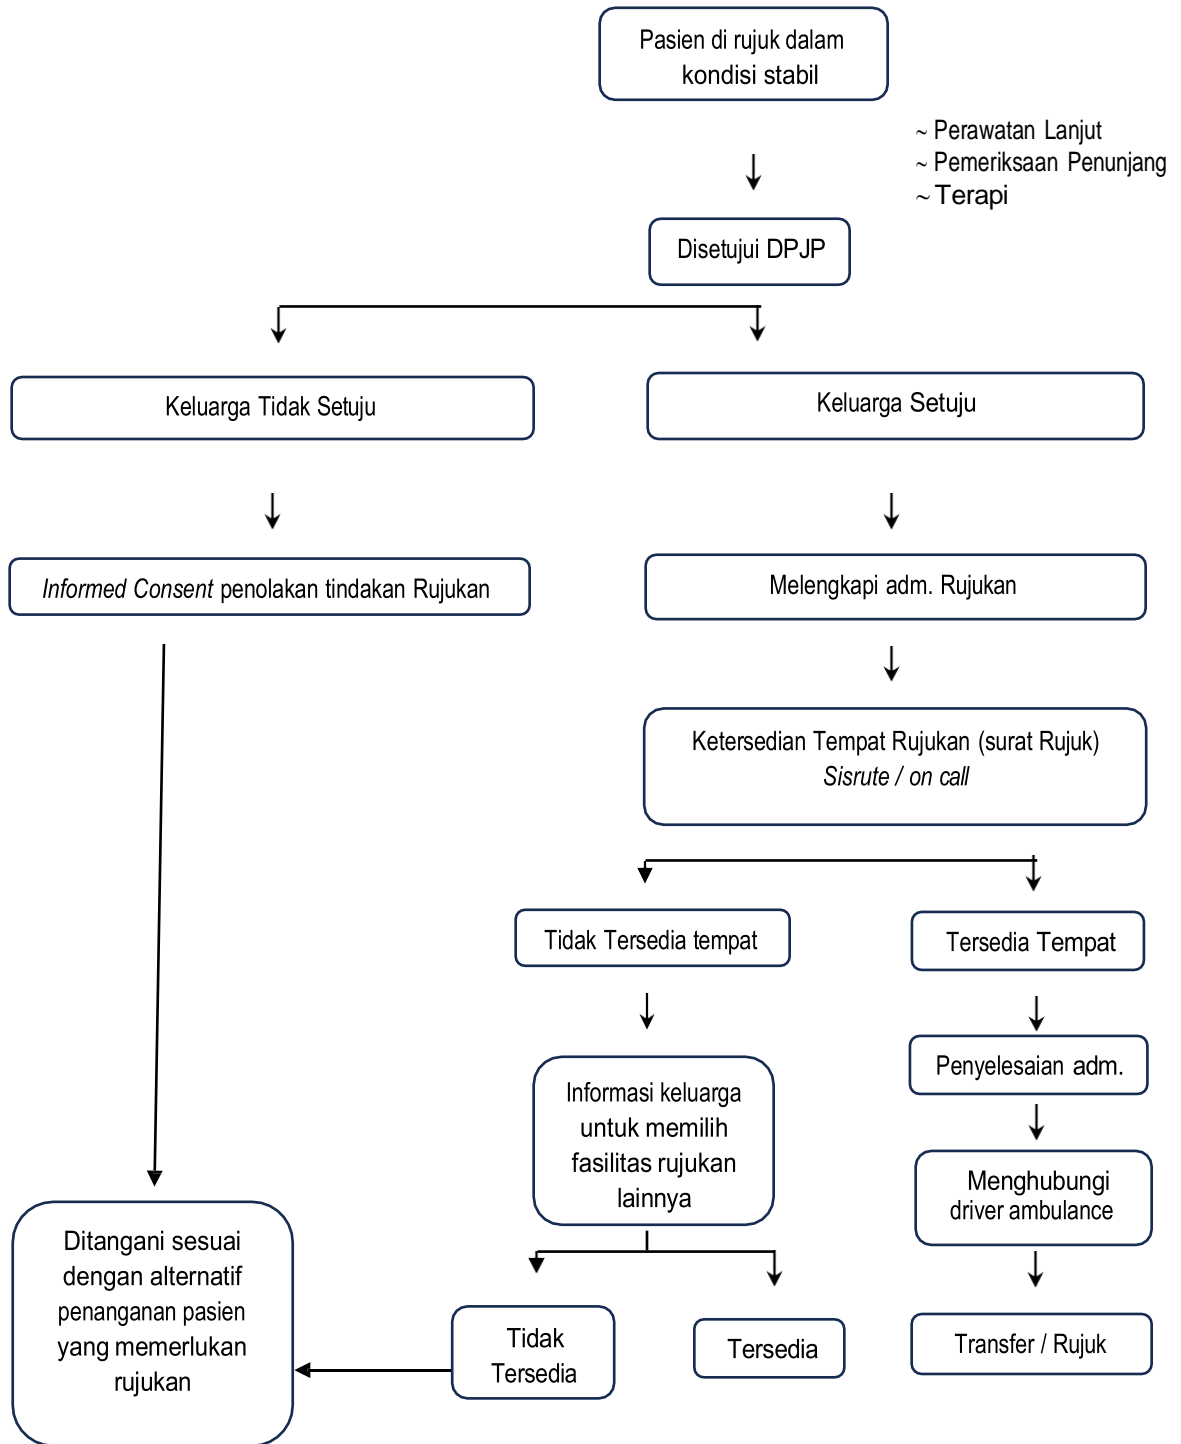 Pasien di rujuk dalam
kondisi stabil
~ Perawatan Lanjut
~ Pemeriksaan Penunjang
~ Terapi
Disetujui DPJP
Keluarga Tidak Setuju
Keluarga Setuju
Informed Consent penolakan tindakan Rujukan
Melengkapi adm. Rujukan
Ketersedian Tempat Rujukan (surat Rujuk)
Sisrute / on call
Tidak Tersedia tempat
Tersedia Tempat
Informasi keluarga
untuk memilih
fasilitas rujukan
lainnya
Penyelesaian adm.
Menghubungi
driver ambulance
Ditangani sesuai
dengan alternatif
penanganan pasien
yang memerlukan
rujukan
Tidak
Tersedia
Tersedia
Transfer / Rujuk